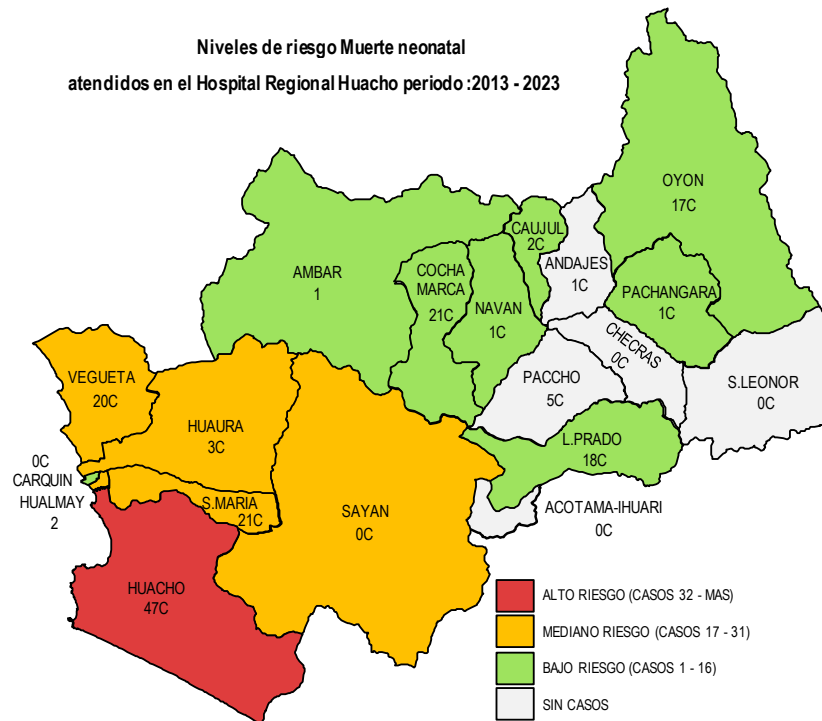 Niveles de riesgo Muerte neonatal
atendidos en el Hospital Regional Huacho periodo :2013 - 2023
OYON
17C
CAUJUL
2C
ANDAJES
1C
AMBAR
1
COCHA
MARCA
21C
NAVAN
1C
PACHANGARA
1C
CHECRAS
0C
VEGUETA
20C
PACCHO
5C
S.LEONOR
0C
HUAURA
3C
L.PRADO
18C
0C
CARQUIN
HUALMAY
2
S.MARIA
21C
SAYAN
0C
ACOTAMA-IHUARI
0C
HUACHO
47C
ALTO RIESGO (CASOS 32 - MAS)
MEDIANO RIESGO (CASOS 17 - 31)
BAJO RIESGO (CASOS 1 - 16)
SIN CASOS